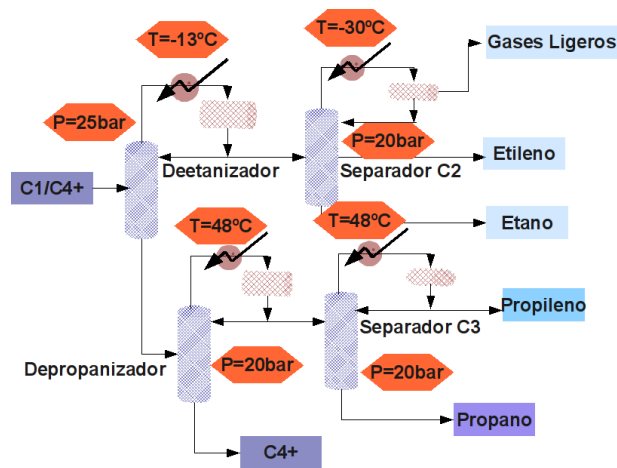 T=-13ºC
T=-30ºC
Gases Ligeros
P=25bar
P=20bar
Deetanizador
Separador C2
Etileno
C1/C4+
T=48ºC
T=48ºC
Etano
Separador C3
Propileno
Depropanizador
P=20bar
P=20bar
Propano
C4+